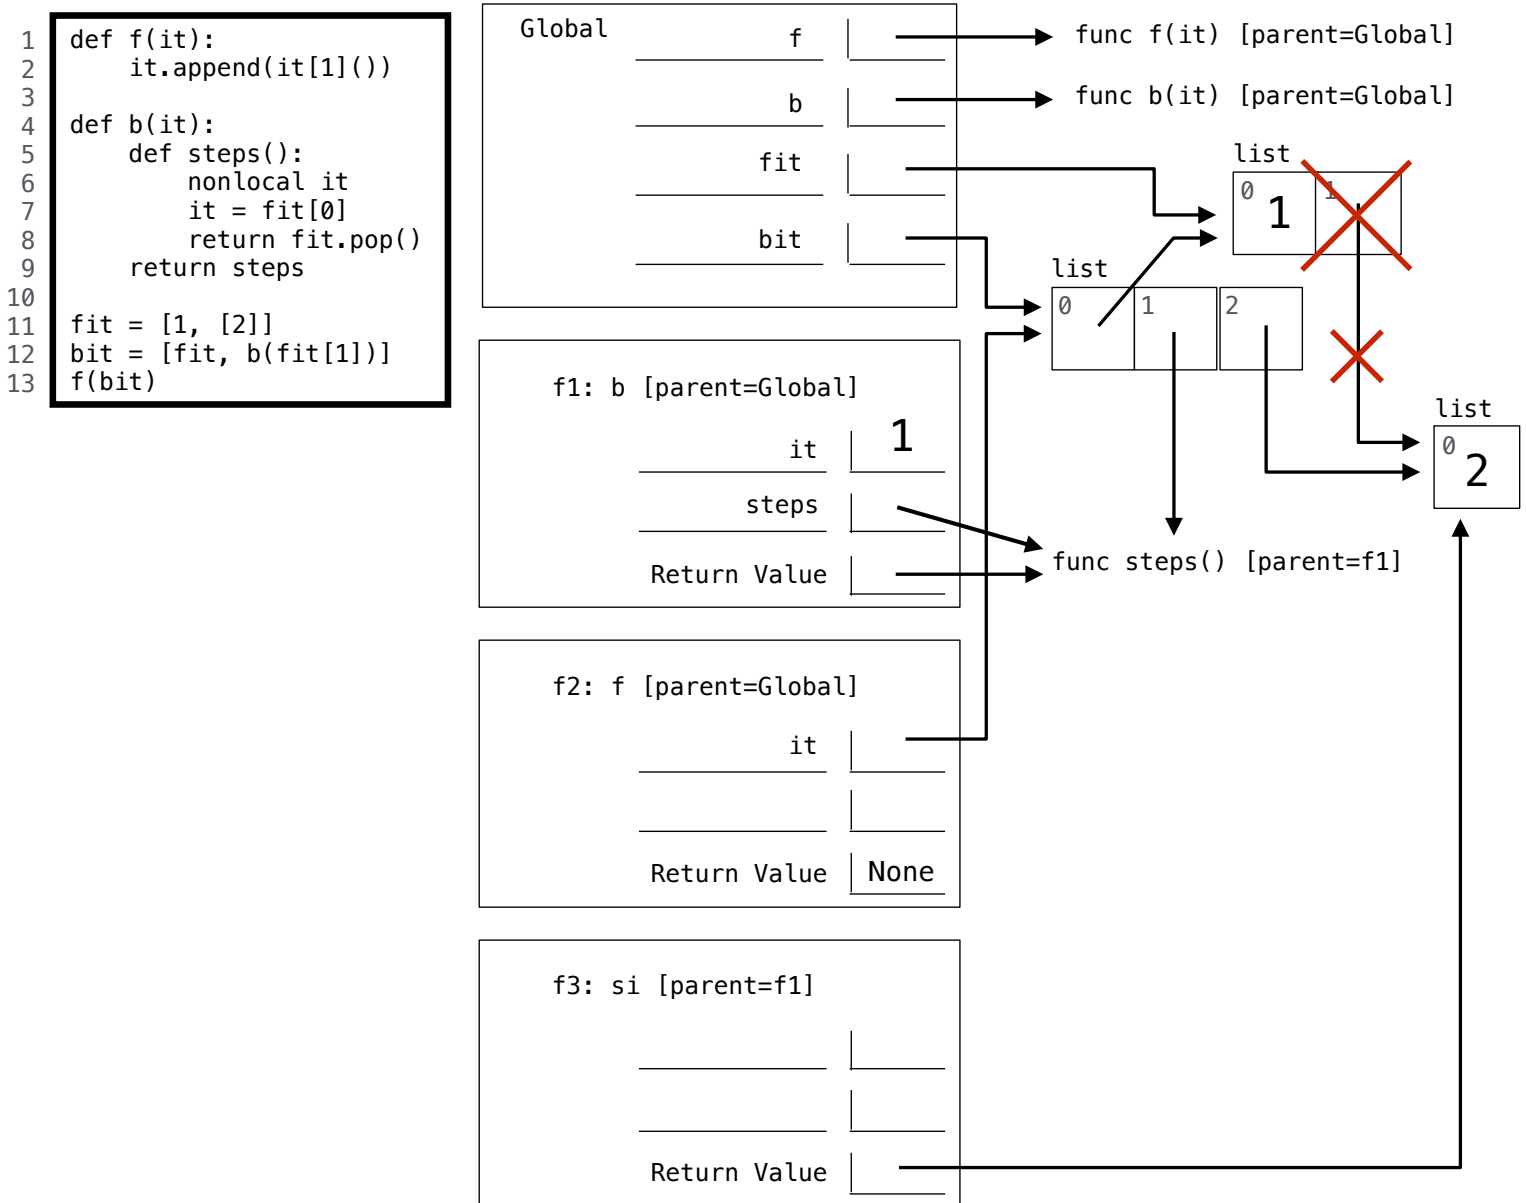 1 def f(it):
2     it.append(it[1]())
3
4 def b(it):
5     def steps():
6         nonlocal it
7         it = fit[0]
8         return fit.pop()
9     return steps
10
11 fit = [1, [2]]
12 bit = [fit, b(fit[1])]
13 f(bit)
Global
f
func f(it) [parent=Global]
b
func b(it) [parent=Global]
fit
list
0 1 1
bit
list
0 1 2
f1: b [parent=Global]
it 1
steps
Return Value
list
0 2
func steps() [parent=f1]
f2: f [parent=Global]
it
Return Value None
f3: si [parent=f1]
Return Value